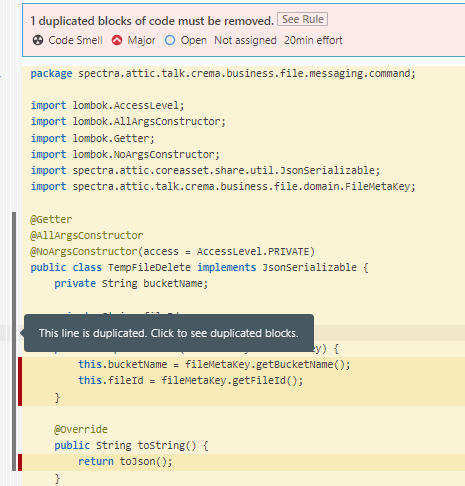 1 duplicated blocks of code must be removed. See Rule
Code Smell Major Open Not assigned 20min effort
package spectra.attic.talk.crema.business.file.messaging.command;
import lombok.AccessLevel;
import lombok.AllArgsConstructor;
import lombok.Getter;
import lombok.NoArgsConstructor;
import spectra.attic.coreasset.share.util.JsonSerializable;
import spectra.attic.talk.crema.business.file.domain.FileMetaKey;
@Getter
@AllArgsConstructor
@NoArgsConstructor(access = AccessLevel.PRIVATE)
public class TempFileDelete implements JsonSerializable {
private String bucketName;
This line is duplicated. Click to see duplicated blocks.
) {
this.bucketName = fileMetaKey.getBucketName();
this.fileId = fileMetaKey.getFileId();
}
@Override
public String toString() {
return toJson();
}